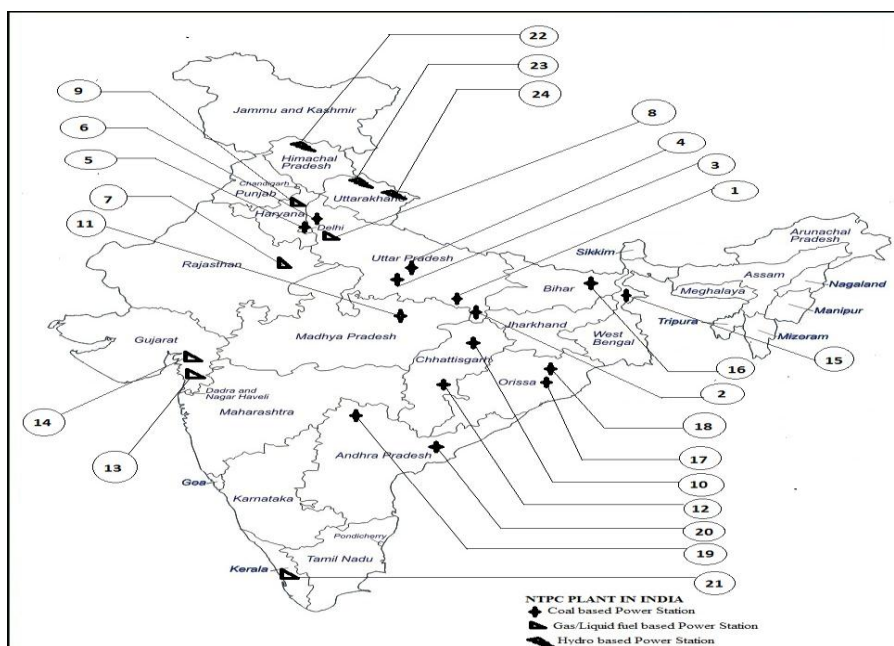 22
23
9
24
Jammu and Kashmir
6
8
Himachal
Pradesh
4
5
3
Chandigarh
Punjab
Uttarakhand
7
1
Haryana
Delhi
11
Arunachal
Pradesh
Uttar Pradesh
Sikkim
Rajasthan
Assam
Bihar
Nagaland
Meghalaya
Manipur
Jharkhand
Tripura
Madhya Pradesh
West
Bengal
Mizoram
Gujarat
Chhattisgarh
15
16
Orissa
Dadra and
Nagar Haveli
2
14
Maharashtra
18
Andhra Pradesh
17
13
Goa
10
Karnataka
12
20
Pondicherry
19
Tamil Nadu
Kerala
21
NTPC PLANT IN INDIA
Coal based Power Station
Gas/Liquid fuel based Power Station
Hydro based Power Station